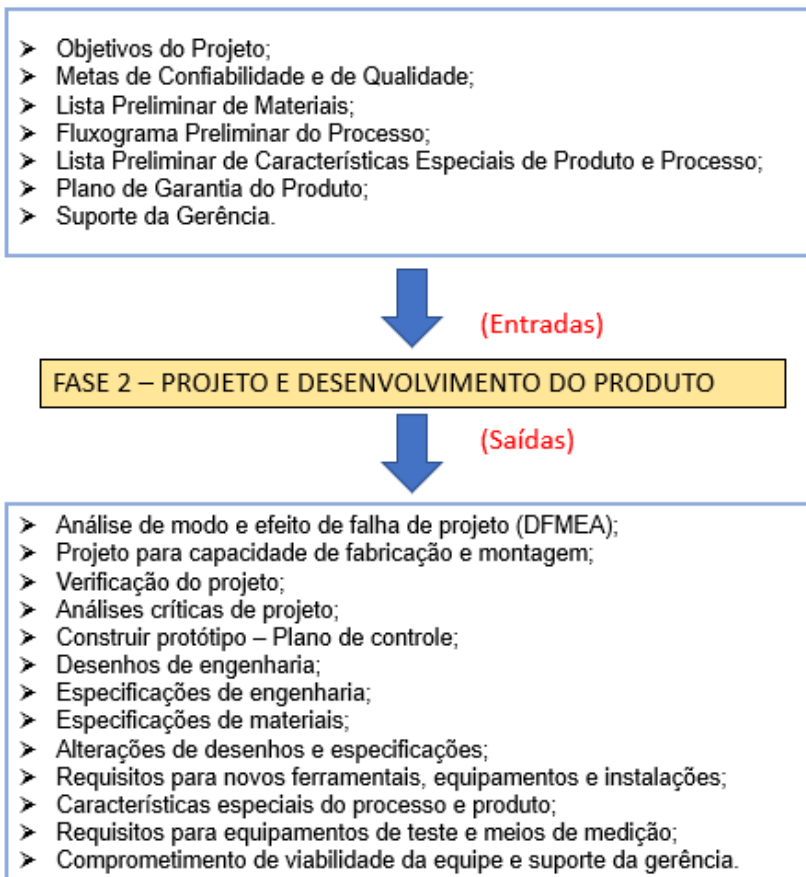 ➤ Objetivos do Projeto;
➤ Metas de Confiabilidade e de Qualidade;
➤ Lista Preliminar de Materiais;
➤ Fluxograma Preliminar do Processo;
➤ Lista Preliminar de Características Especiais de Produto e Processo;
➤ Plano de Garantia do Produto;
➤ Suporte da Gerência.
(Entradas)
FASE 2 – PROJETO E DESENVOLVIMENTO DO PRODUTO
(Saídas)
➤ Análise de modo e efeito de falha de projeto (DFMEA);
➤ Projeto para capacidade de fabricação e montagem;
➤ Verificação do projeto;
➤ Análises críticas de projeto;
➤ Construir protótipo – Plano de controle;
➤ Desenhos de engenharia;
➤ Especificações de engenharia;
➤ Especificações de materiais;
➤ Alterações de desenhos e especificações;
➤ Requisitos para novos ferramentais, equipamentos e instalações;
➤ Características especiais do processo e produto;
➤ Requisitos para equipamentos de teste e meios de medição;
➤ Comprometimento de viabilidade da equipe e suporte da gerência.